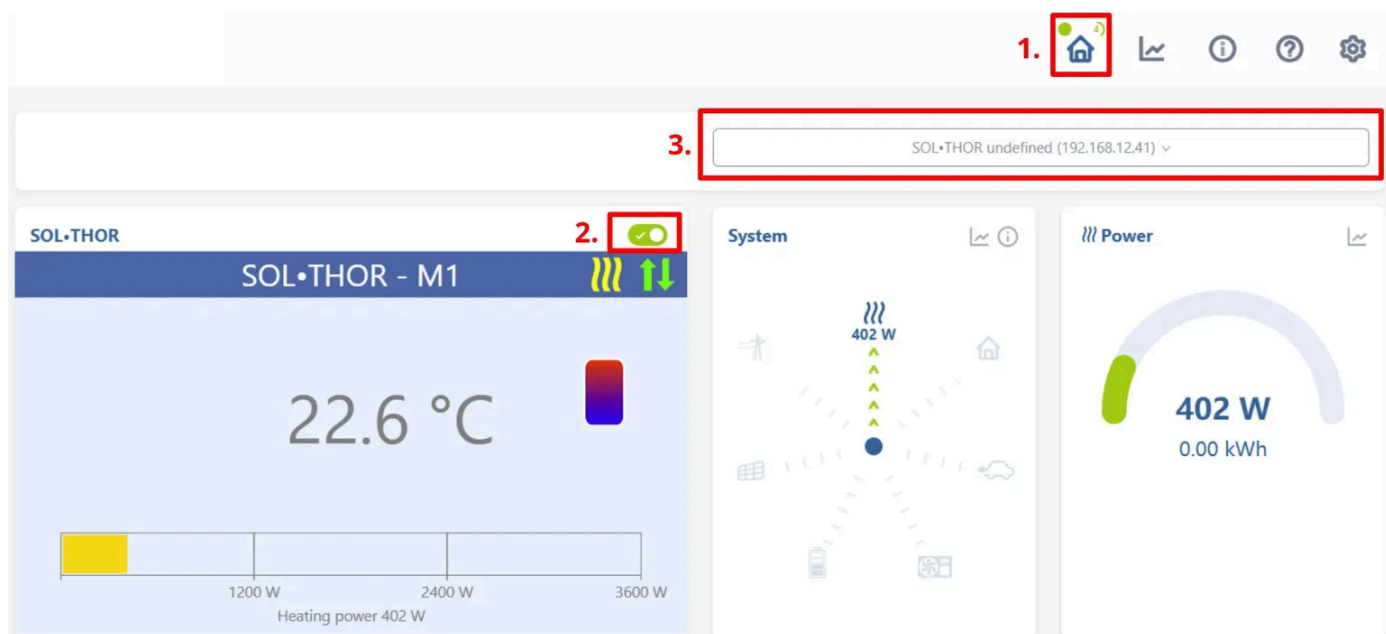 1.
3.
SOL•THOR undefined (192.168.12.41)
SOL•THOR
2.
System
Power
SOL•THOR - M1
402 W
22.6 °C
402 W
0.00 kWh
1200 W 2400 W 3600 W
Heating power 402 W